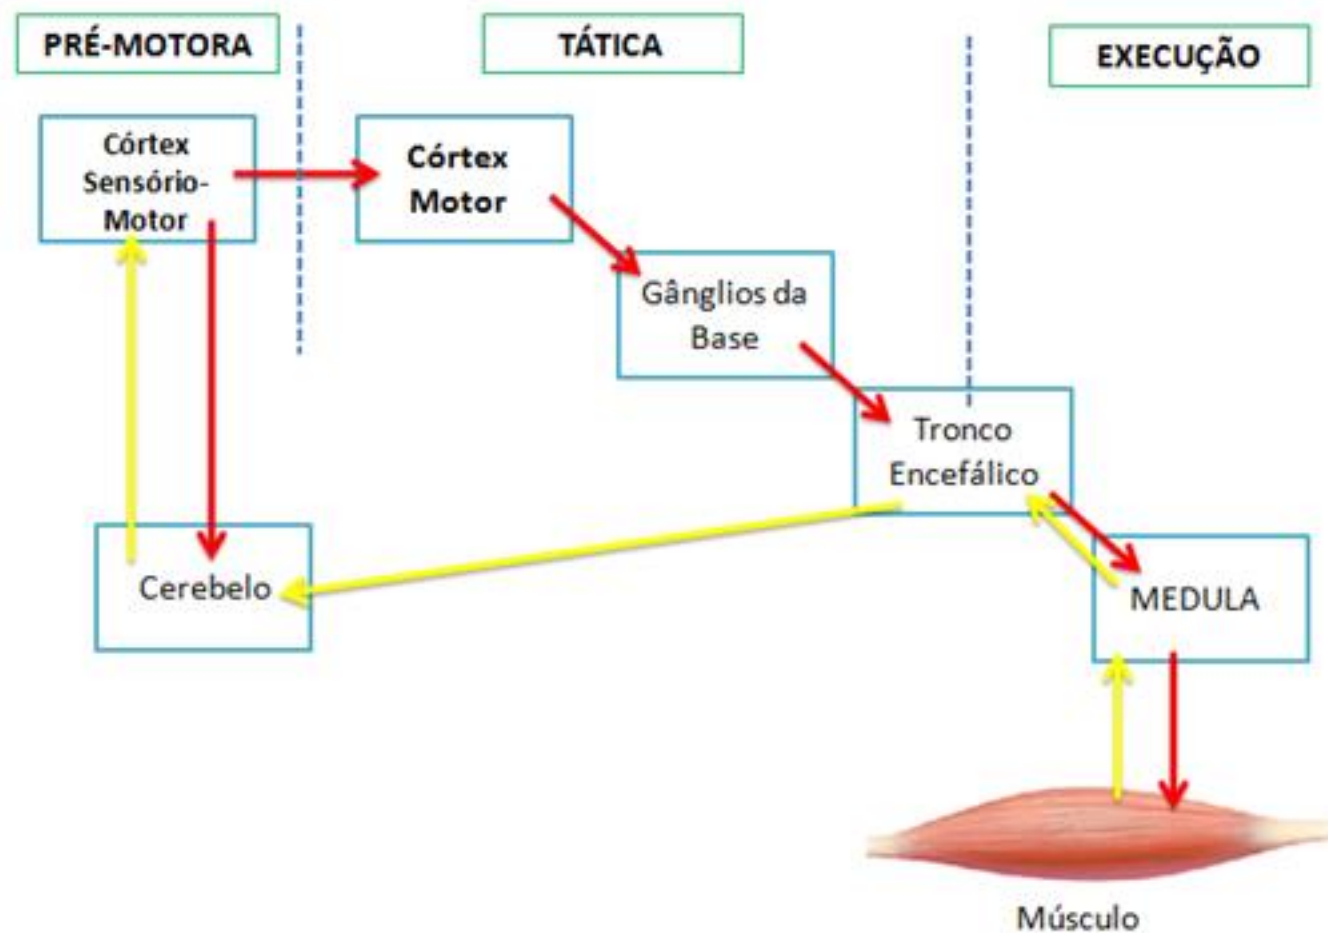 PRÉ-MOTORA
TÁTICA
EXECUÇÃO
Córtex
Sensório-
Motor
Córtex
Motor
Gânglios da
Base
Tronco
Encefálico
Cerebelo
MEDULA
Músculo